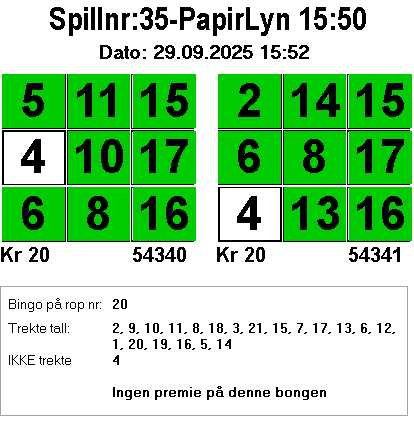 Spillnr:35-PapirLyn 15:50
Dato: 29.09.2025 15:52
5 11 15 2 14 15
4 10 17 6 8 17
6 8 16 4 13 16
Kr 20 54340 Kr 20 54341
Bingo på rop nr: 20
Trekte tall: 2, 9, 10, 11, 8, 18, 3, 21, 15, 7, 17, 13, 6, 12,
1, 20, 19, 16, 5, 14
IKKE trekte 4
Ingen premie på denne bongen